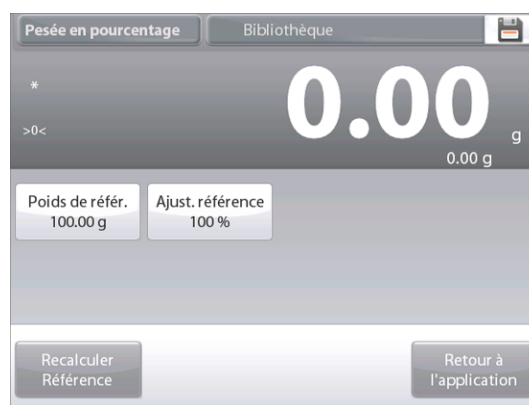 Pesée en pourcentage
Bibliothèque
*
0.00 g
>0<
0.00 g
Poids de référ.
100.00 g
Ajust. référence
100 %
Recalculer
Référence
Retour à
l'application